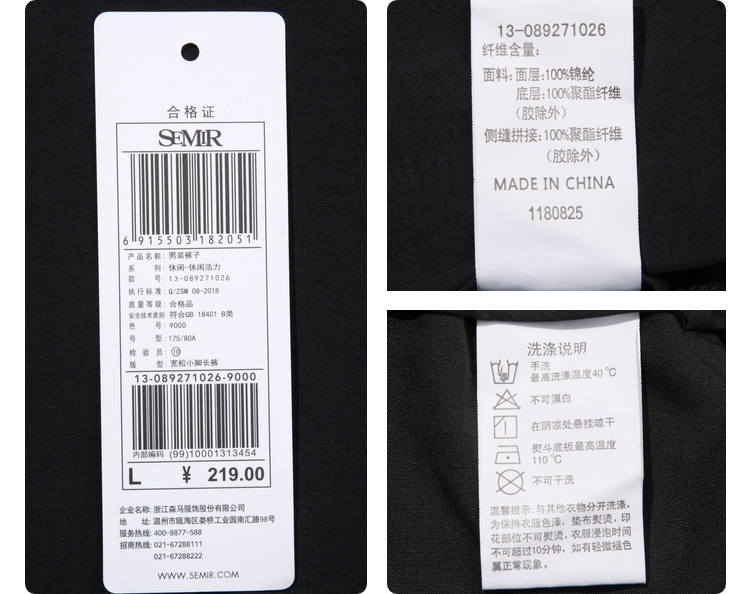 合格证
SEMIR
6 915503 182051
产品名称: 男装裤子
系 列: 休闲-休闲活力
款 号: 13-089271026
执行标准: Q/ZSM 08-2018
质量等级: 合格品
安全技术类别 符合GB 18401 B类
色 号: 9000
号 型: 175/80A
检 验 员: ⑩
版 型: 宽松小脚长裤
13-089271026-9000
内部编码 (99)10001313454
L ¥ 219.00
企业名称: 浙江森马服饰股份有限公司
地 址: 温州市瓯海区娄桥工业园南汇路98号
服务热线: 400-8877-588
招商热线: 021-67288111
021-67288222
WWW.SEMIR.COM
13-089271026
纤维含量:
面料: 面层:100%锦纶
底层:100%聚酯纤维
(胶除外)
侧缝拼接: 100%聚酯纤维
(胶除外)
MADE IN CHINA
1180825
洗涤说明
手洗
最高洗涤温度40℃
不可漂白
在阴凉处悬挂晾干
熨斗底板最高温度
110℃
不可干洗
温馨提示: 与其他衣物分开洗涤,
为保持衣服色泽, 垫布熨烫, 印
花部位不可熨烫, 衣服浸泡时间
不可超过10分钟, 如有轻微褪色
属正常现象。